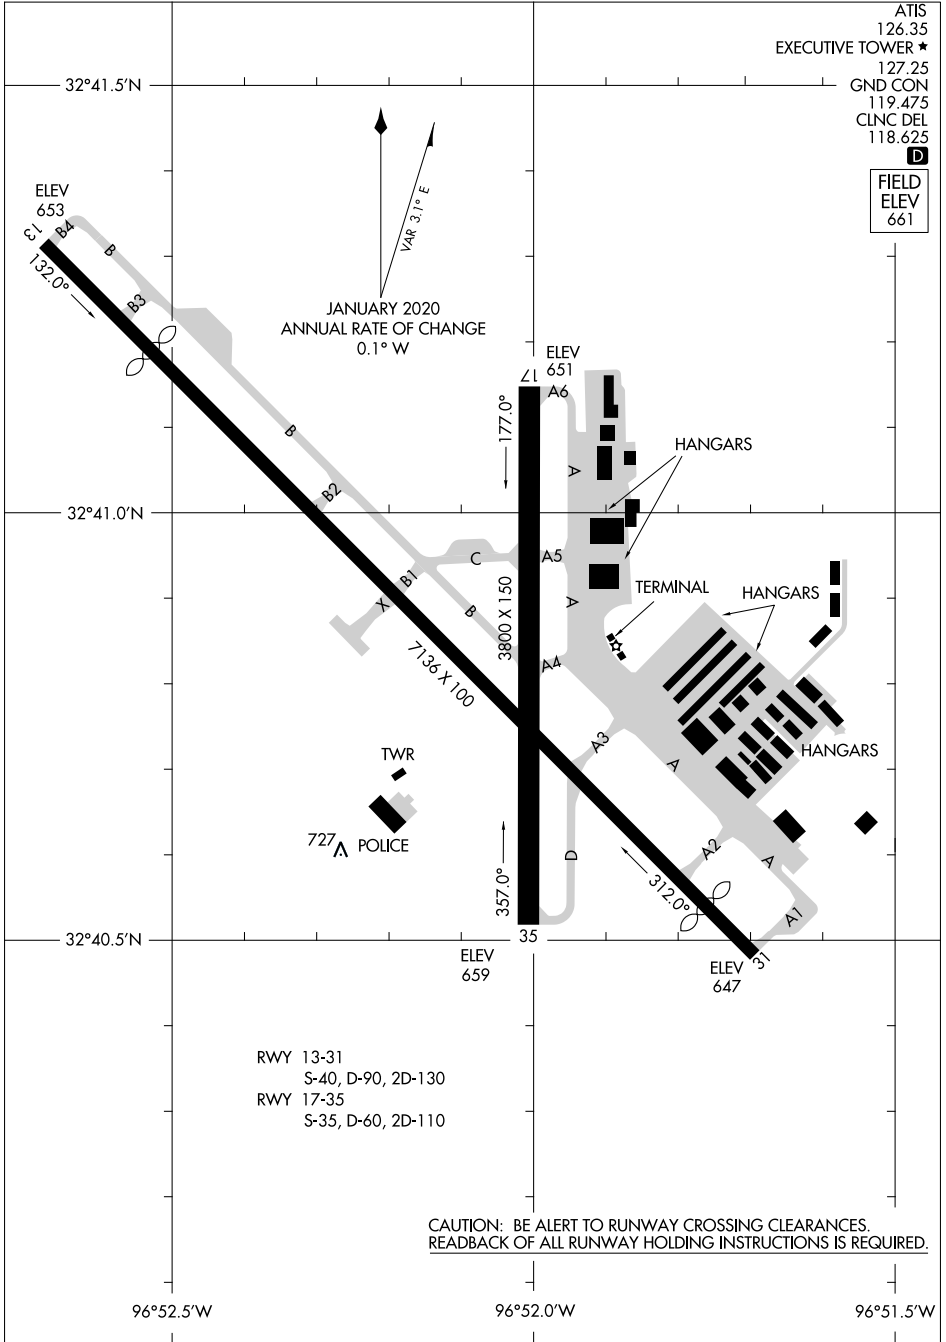 ATIS
126.35
EXECUTIVE TOWER ★
127.25
GND CON
119.475
CLNC DEL
118.625
D
FIELD
ELEV
661
32°41.5'N
ELEV
653
13
B4
B
132.0°
B3
VAR 3.1° E
JANUARY 2020
ANNUAL RATE OF CHANGE
0.1° W
ELEV
651
17
A6
177.0°
HANGARS
A
B
B2
32°41.0'N
C
A5
B1
X
B
3800 X 150
A
TERMINAL
HANGARS
7136 X 100
A4
A3
A
HANGARS
TWR
727
POLICE
D
A2
A
357.0°
312.0°
A1
32°40.5'N
35
31
ELEV
659
ELEV
647
RWY 13-31
S-40, D-90, 2D-130
RWY 17-35
S-35, D-60, 2D-110
CAUTION: BE ALERT TO RUNWAY CROSSING CLEARANCES.
READBACK OF ALL RUNWAY HOLDING INSTRUCTIONS IS REQUIRED.
96°52.5'W
96°52.0'W
96°51.5'W